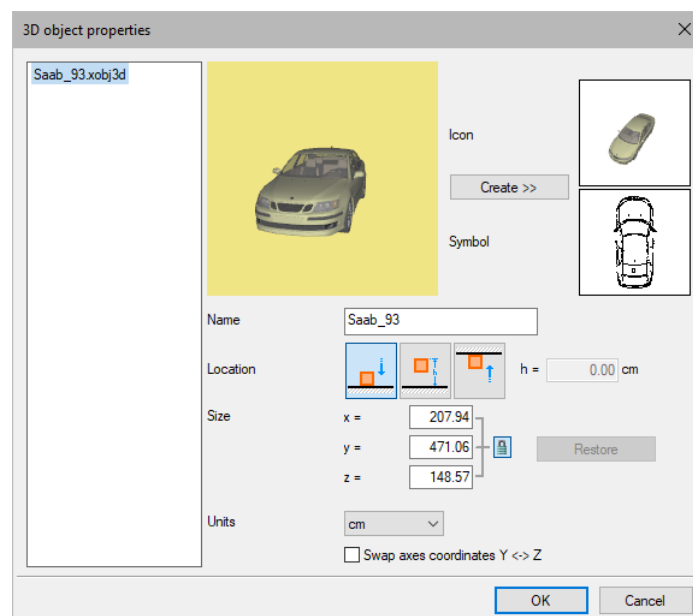 3D object properties
Saab_93.xobj3d
Icon
Create >>
Symbol
Name
Saab_93
Location
h
h = 0.00 cm
Size
x = 207.94
y = 471.06
Restore
z = 148.57
Units
cm
Swap axes coordinates Y <-> Z
OK
Cancel